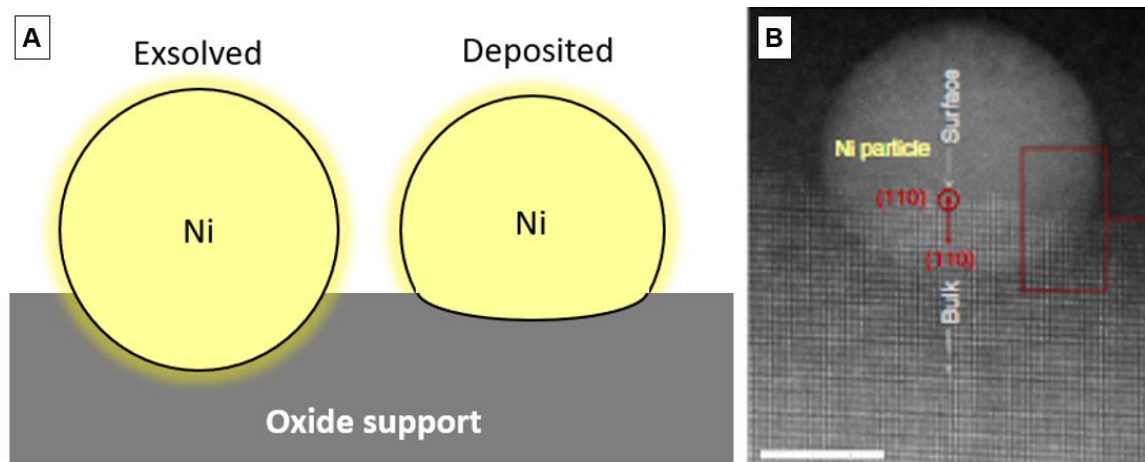 A
Exsolved
Deposited
Ni
Ni
Oxide support
B
Surface
Ni particle
(110)
(110)
Bulk